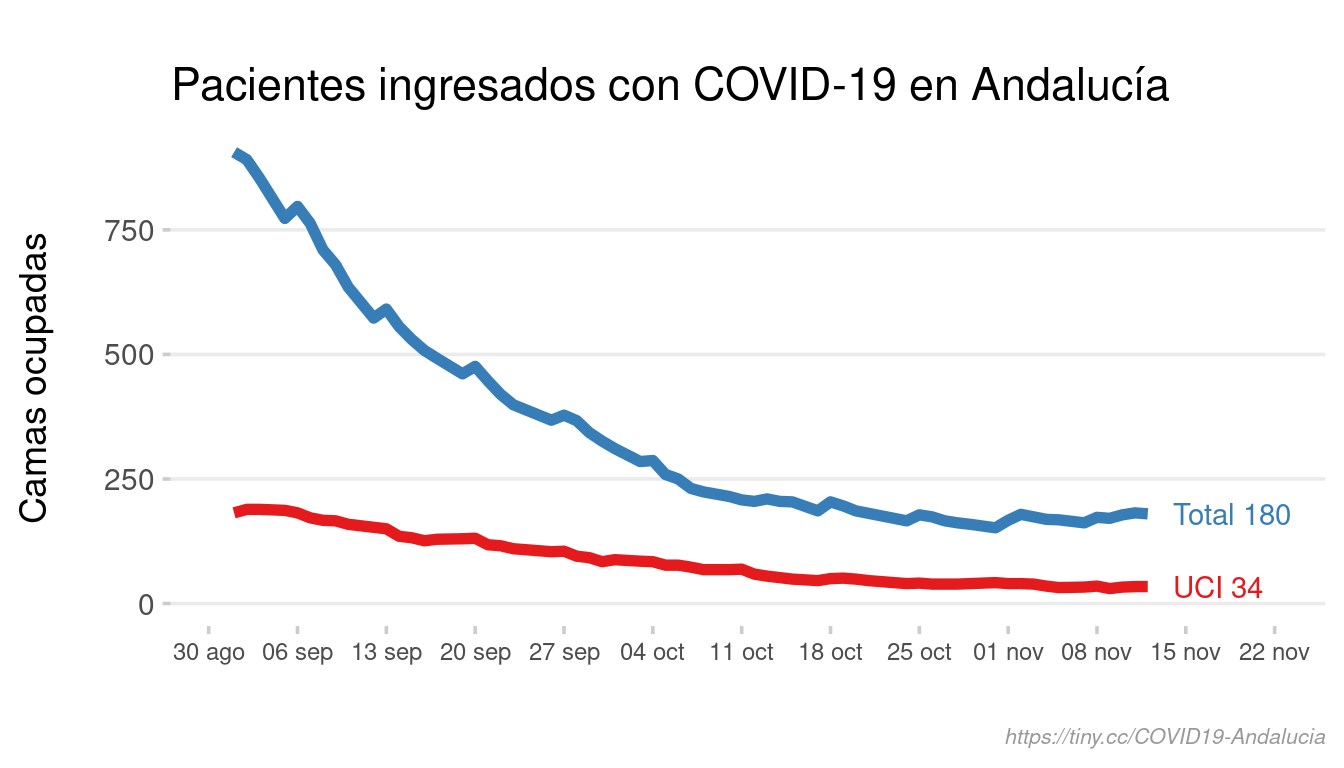 Pacientes ingresados con COVID-19 en Andalucía
Camas ocupadas
750
500
250
0
Total 180
UCI 34
30 ago 06 sep 13 sep 20 sep 27 sep 04 oct 11 oct 18 oct 25 oct 01 nov 08 nov 15 nov 22 nov
https://tiny.cc/COVID19-Andalucia